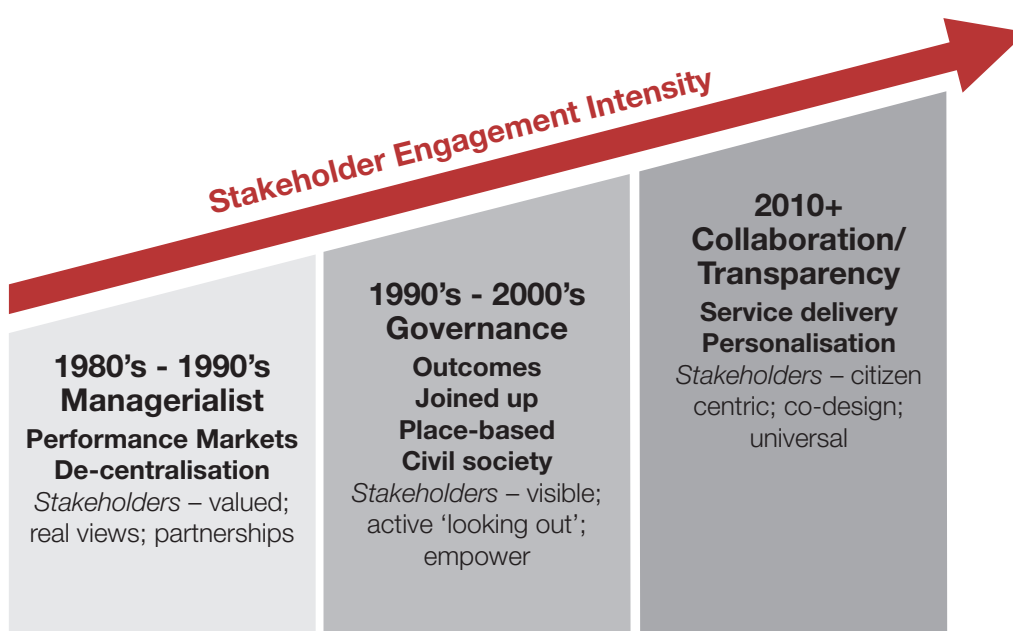 Stakeholder Engagement Intensity
1980’s - 1990’s
Managerialist
Performance Markets
De-centralisation
Stakeholders – valued;
real views; partnerships
1990’s - 2000’s
Governance
Outcomes
Joined up
Place-based
Civil society
Stakeholders – visible;
active ‘looking out’;
empower
2010+
Collaboration/
Transparency
Service delivery
Personalisation
Stakeholders – citizen
centric; co-design;
universal